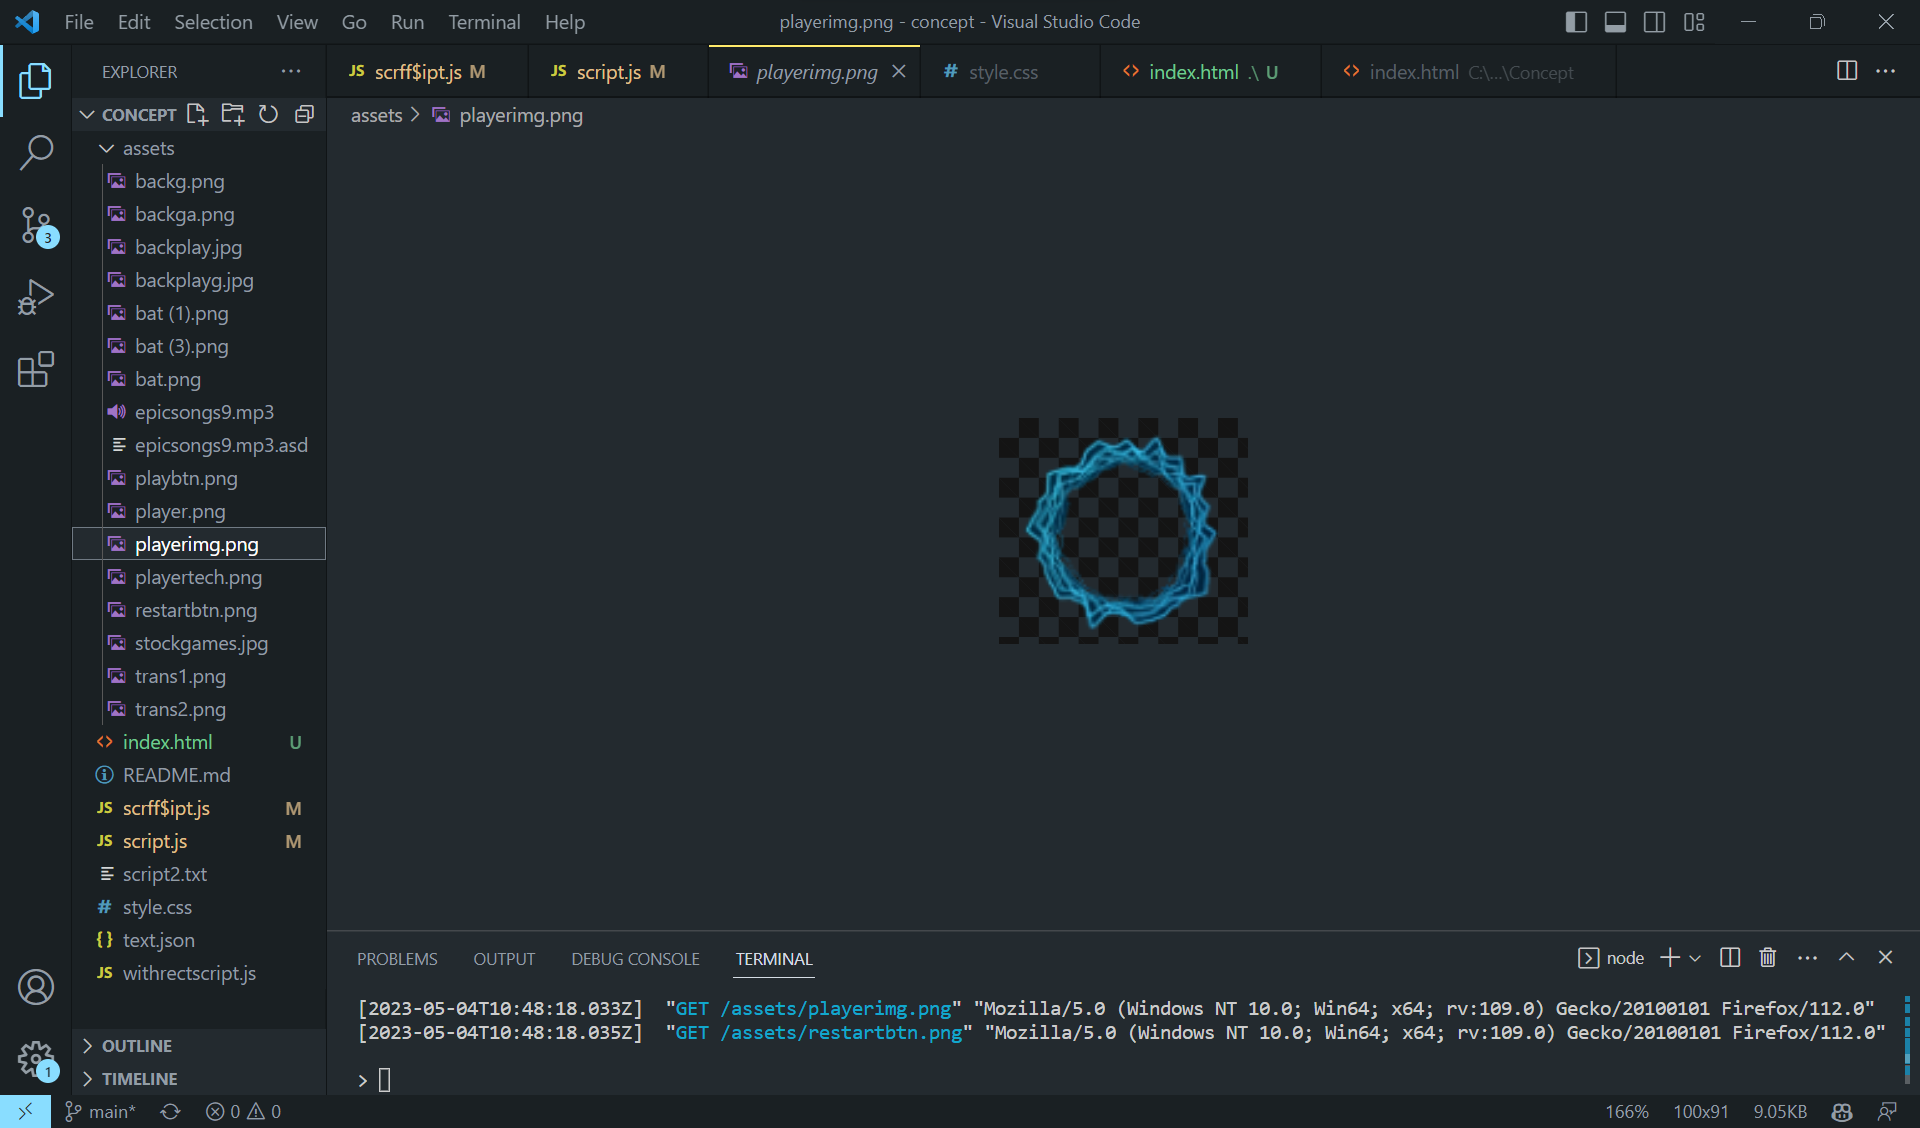 File Edit Selection View Go Run Terminal Help
playerimg.png - concept - Visual Studio Code
EXPLORER
JS scrff$ipt.js M
JS script.js M
playerimg.png
# style.css
<> index.html .\ U
<> index.html C:\...\Concept
CONCEPT
assets > playerimg.png
assets
backg.png
backga.png
backplay.jpg
backplayg.jpg
bat (1).png
bat (3).png
bat.png
epicsongs9.mp3
epicsongs9.mp3.asd
playbtn.png
player.png
playerimg.png
playertech.png
restartbtn.png
stockgames.jpg
trans1.png
trans2.png
<> index.html U
README.md
JS scrff$ipt.js M
JS script.js M
script2.txt
# style.css
{} text.json
JS withrectscript.js
OUTLINE
TIMELINE
3
1
PROBLEMS OUTPUT DEBUG CONSOLE TERMINAL
node
[2023-05-04T10:48:18.033Z] "GET /assets/playerimg.png" "Mozilla/5.0 (Windows NT 10.0; Win64; x64; rv:109.0) Gecko/20100101 Firefox/112.0"
[2023-05-04T10:48:18.035Z] "GET /assets/restartbtn.png" "Mozilla/5.0 (Windows NT 10.0; Win64; x64; rv:109.0) Gecko/20100101 Firefox/112.0"
>
main* 0 0
166% 100x91 9.05KB